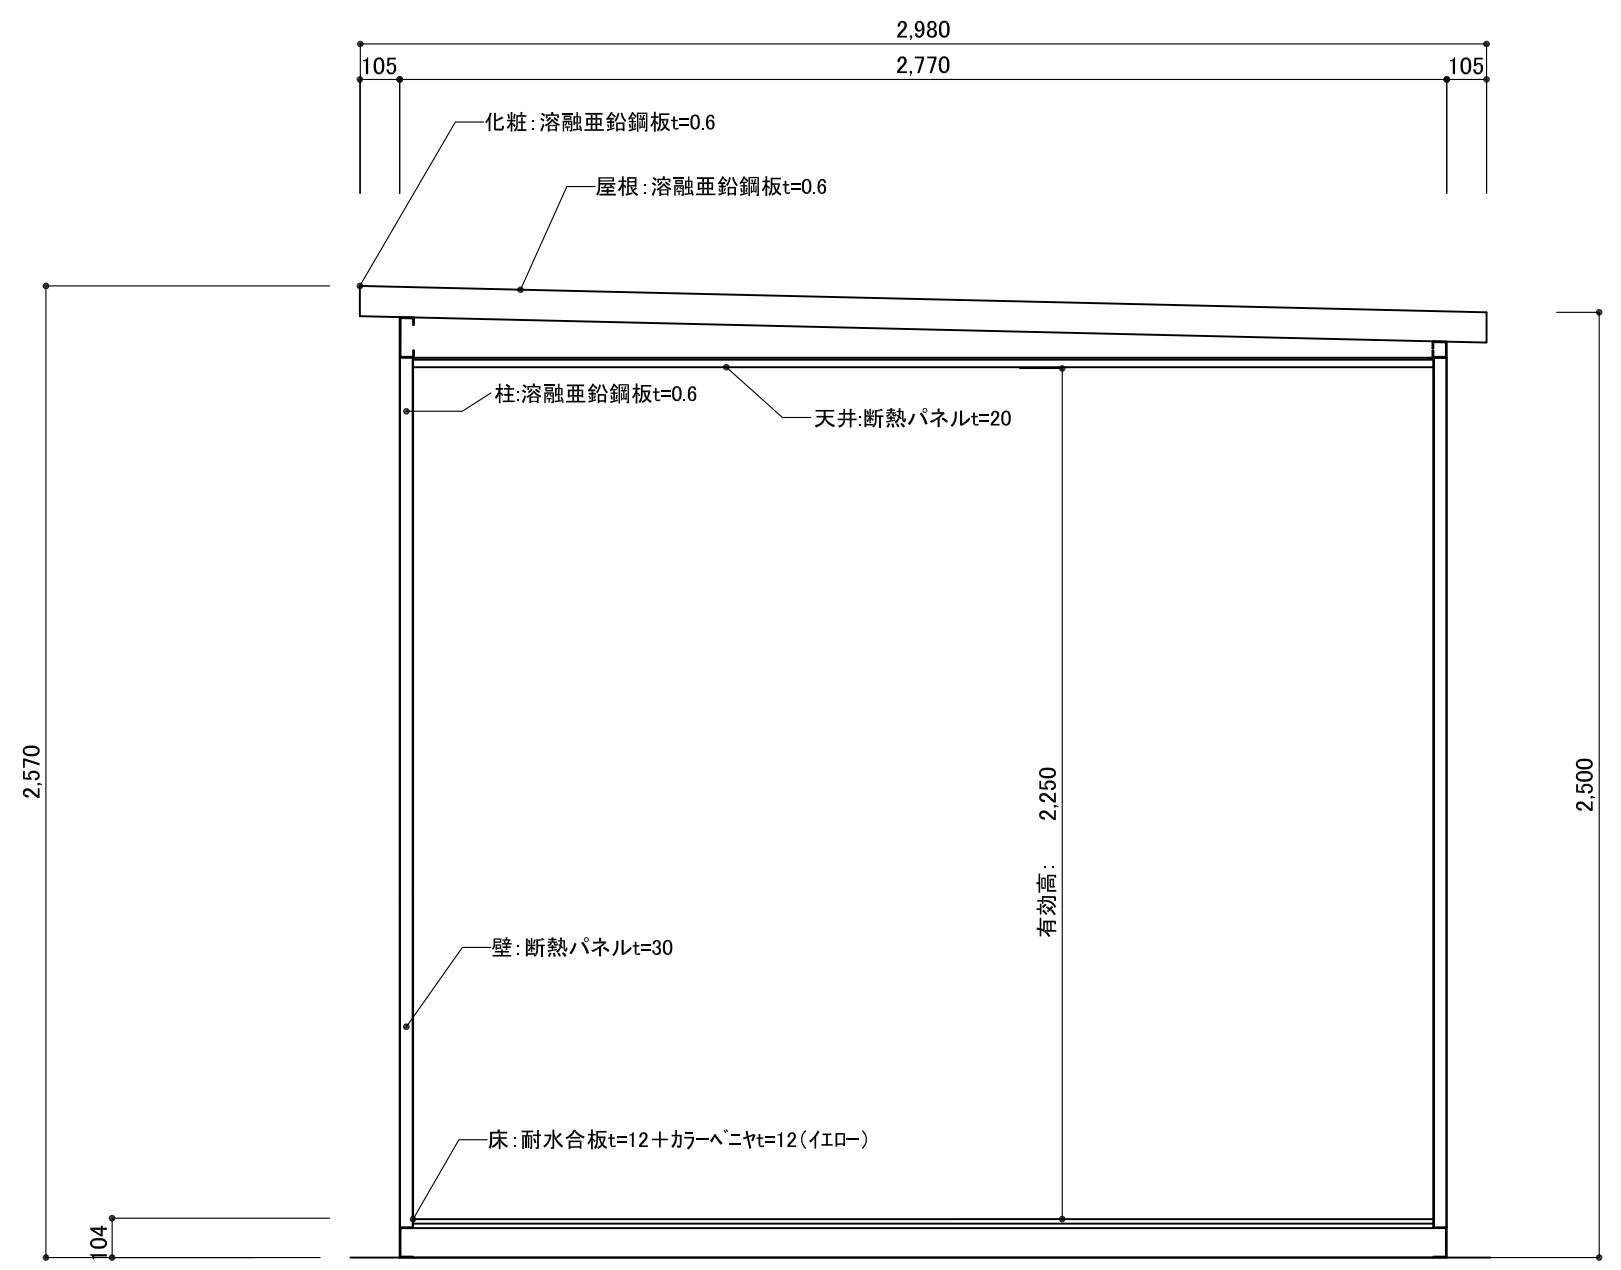 2,980
105
2,770
105
化粧:溶融亜鉛鋼板t=0.6
屋根:溶融亜鉛鋼板t=0.6
柱:溶融亜鉛鋼板t=0.6
天井:断熱パネルt=20
2,570
有効高: 2,250
2,500
壁:断熱パネルt=30
床:耐水合板t=12+ｶﾗｰﾍﾞﾆﾔt=12(ｲｴﾛｰ)
104